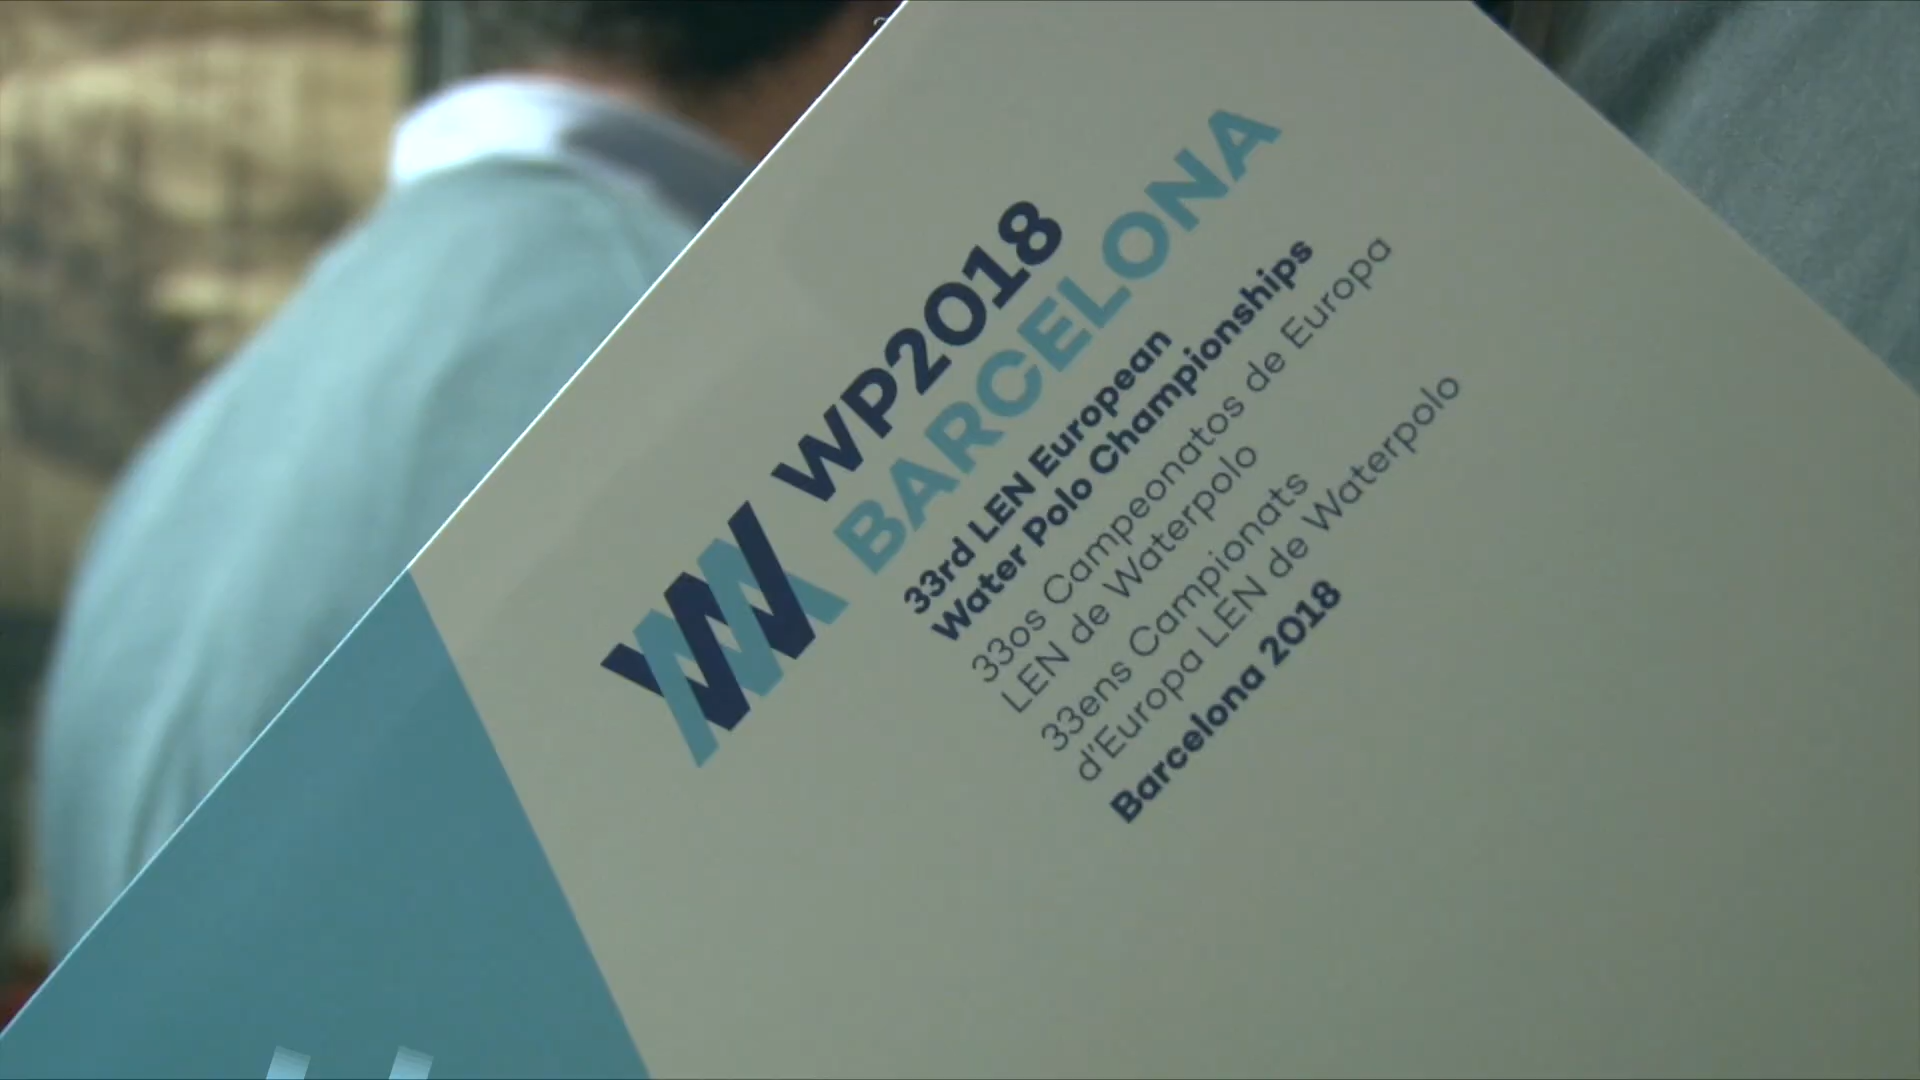 WP2018
BARCELONA
33rd LEN European
Water Polo Championships
33os Campeonatos de Europa
LEN de Waterpolo
33ens Campionats
d'Europa LEN de Waterpolo
Barcelona 2018